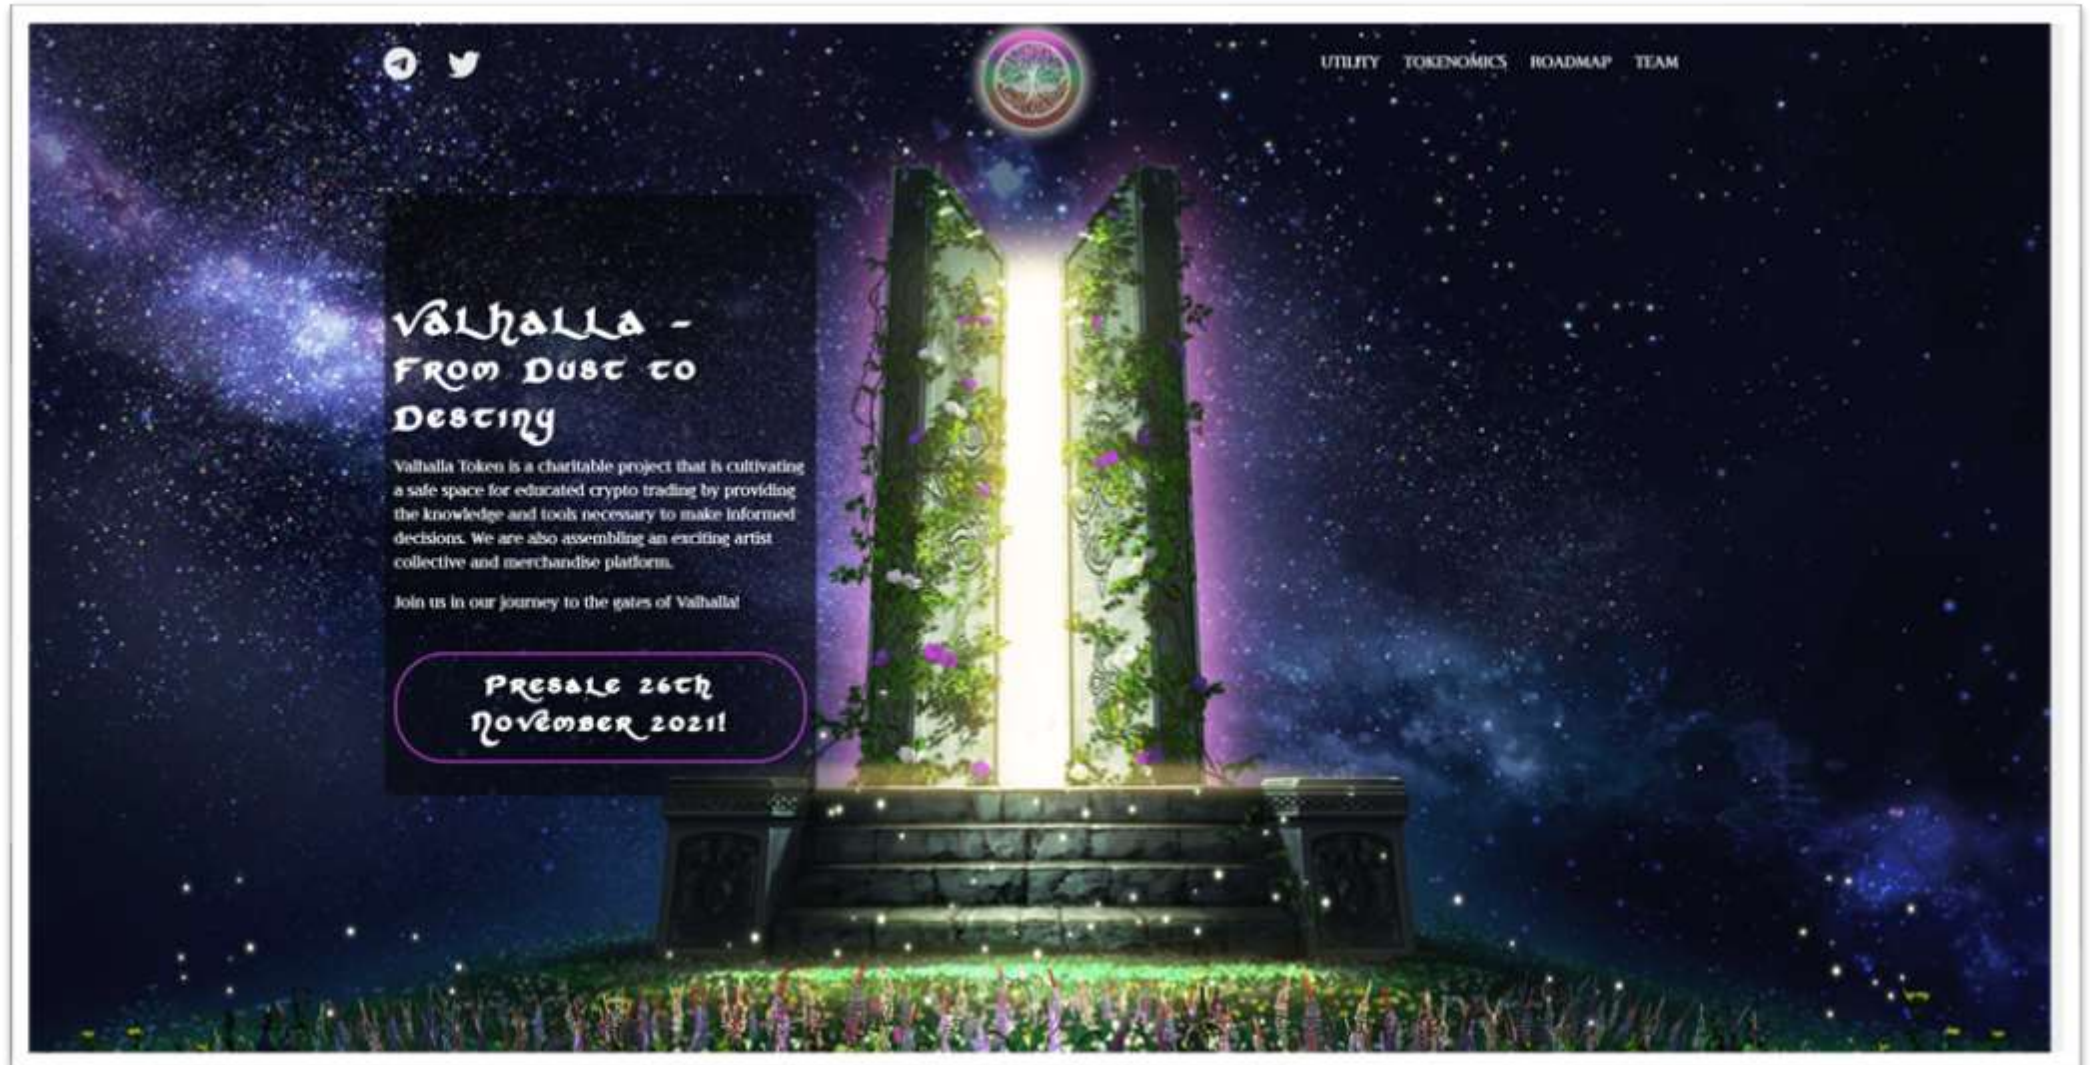 UTILITY TOKENOMICS ROADMAP TEAM
Valhalla -
From Dust to
Destiny
Valhalla Token is a charitable project that is cultivating
a safe space for educated crypto trading by providing
the knowledge and tools necessary to make informed
decisions. We are also assembling an exciting artist
collective and merchandise platform.
Join us in our journey to the gates of Valhalla!
Presale 26th
November 2021!